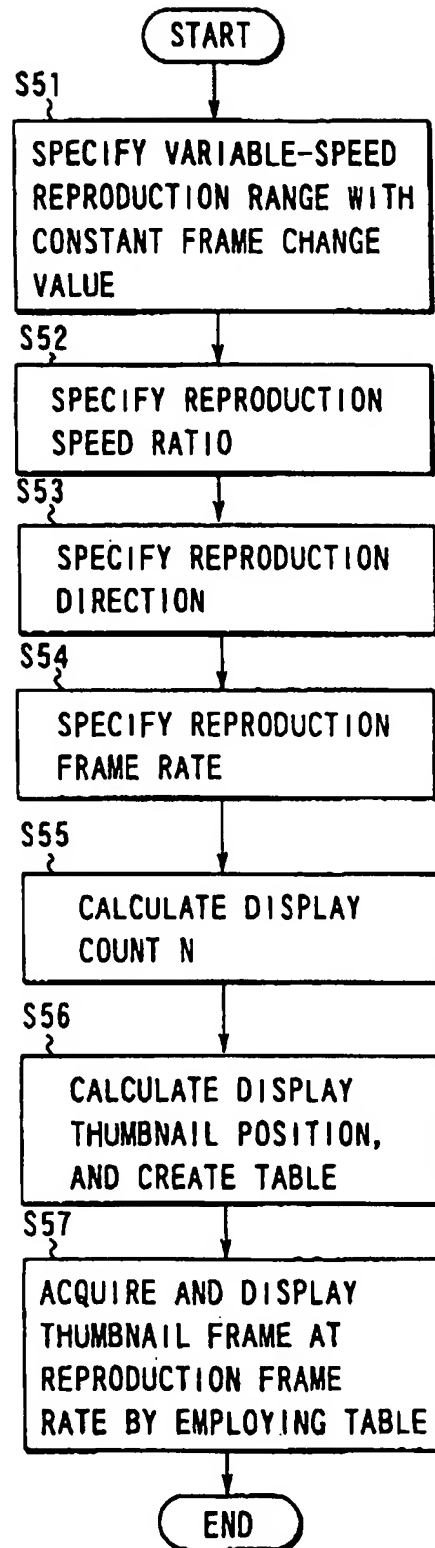 START
S51
SPECIFY VARIABLE-SPEED
REPRODUCTION RANGE WITH
CONSTANT FRAME CHANGE
VALUE
S52
SPECIFY REPRODUCTION
SPEED RATIO
S53
SPECIFY REPRODUCTION
DIRECTION
S54
SPECIFY REPRODUCTION
FRAME RATE
S55
CALCULATE DISPLAY
COUNT N
S56
CALCULATE DISPLAY
THUMBNAIL POSITION,
AND CREATE TABLE
S57
ACQUIRE AND DISPLAY
THUMBNAIL FRAME AT
REPRODUCTION FRAME
RATE BY EMPLOYING TABLE
END